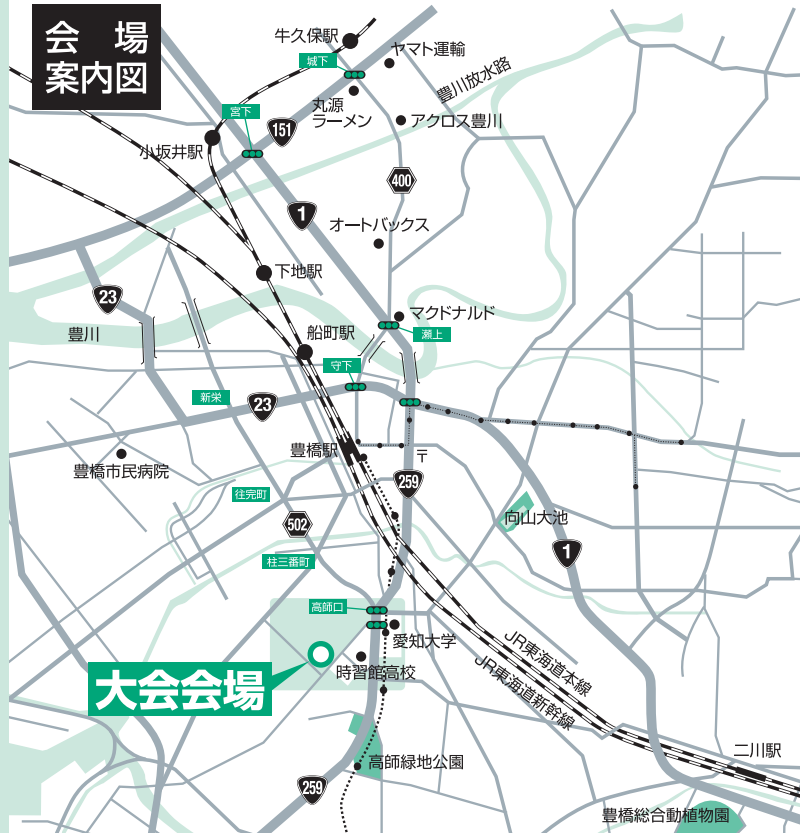 会場
案内図
牛久保駅
城下
ヤマト運輸
丸源
ラーメン
豊川放水路
宮下
151
アクロス豊川
小坂井駅
400
1
オートバックス
下地駅
23
マクドナルド
豊川
船町駅
瀬上
守下
新栄
23
豊橋駅
〒
豊橋市民病院
259
往完町
向山大池
502
1
柱三番町
高師口
愛知大学
JR東海道本線
時習館高校
JR東海道新幹線
大会会場
二川駅
高師緑地公園
259
豊橋総合動植物園